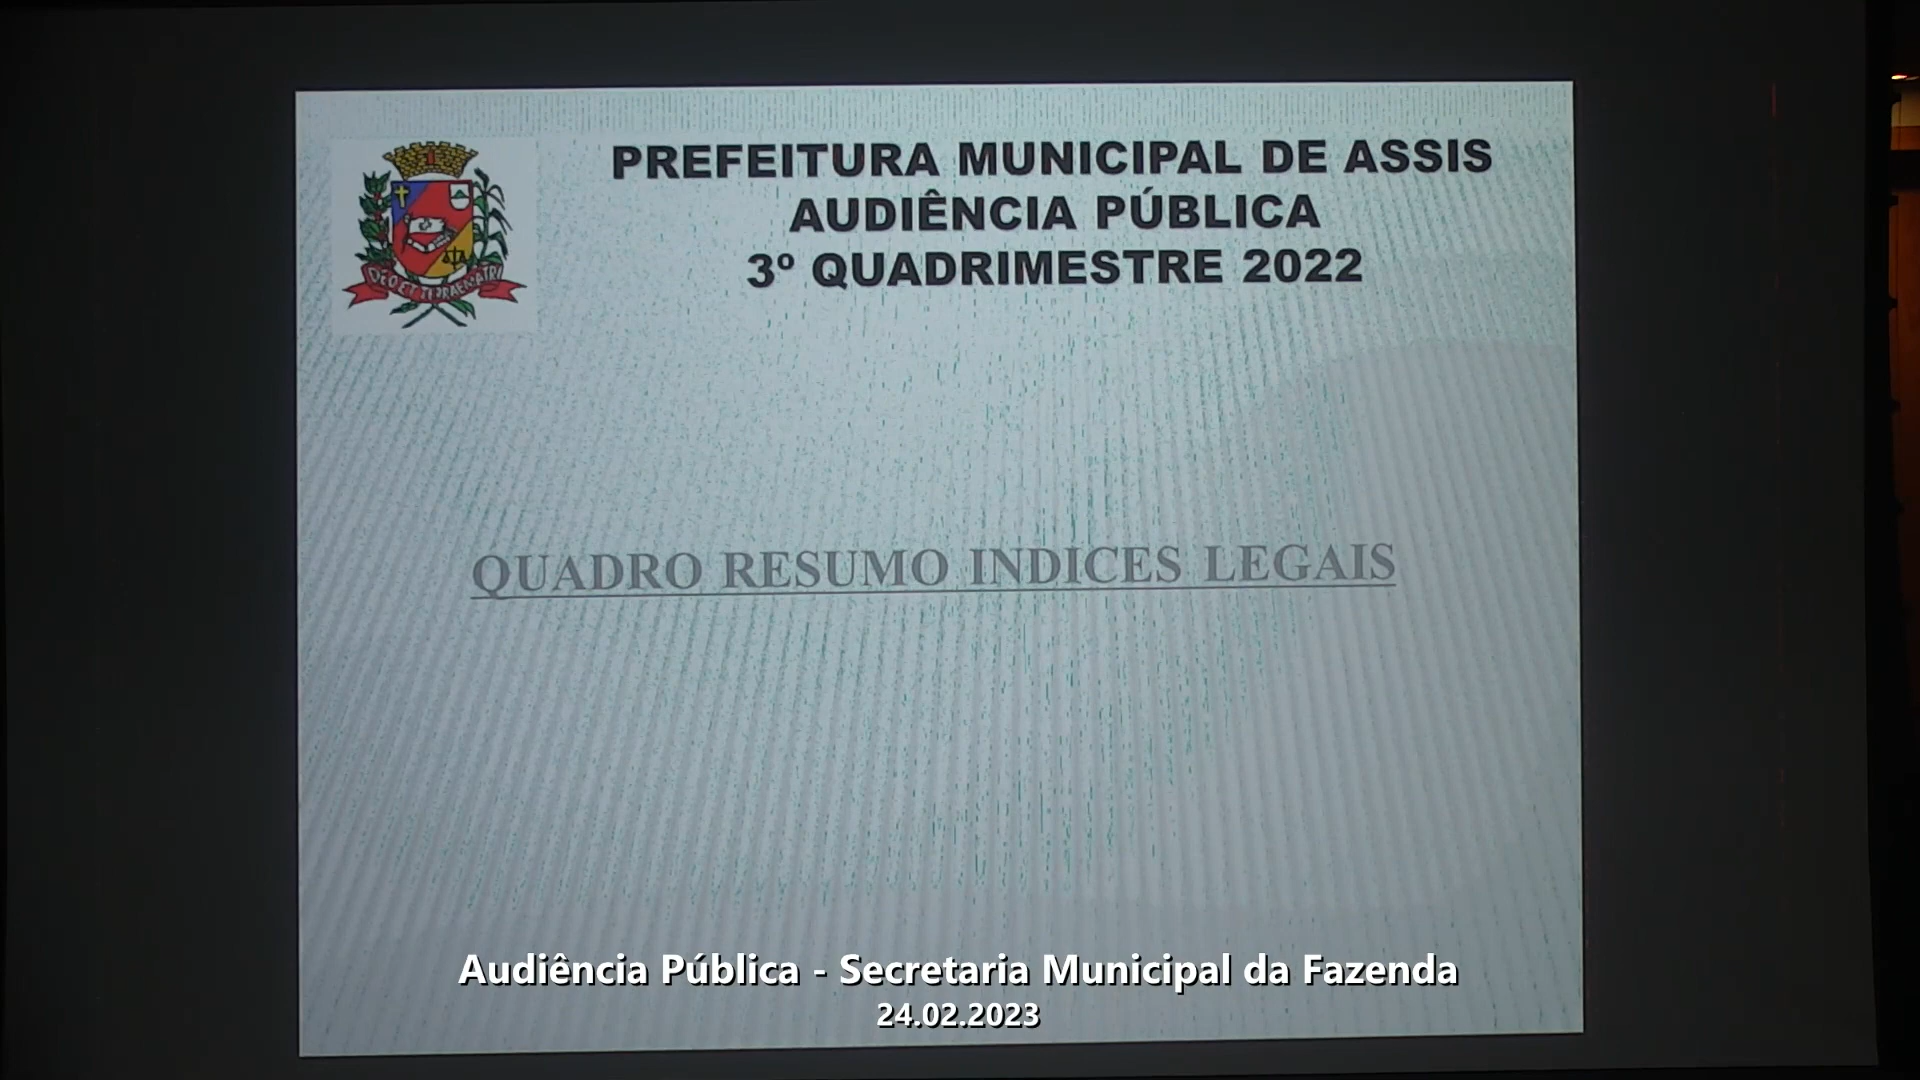 PREFEITURA MUNICIPAL DE ASSIS
AUDIÊNCIA PÚBLICA
3º QUADRIMESTRE 2022
QUADRO RESUMO INDICES LEGAIS
Audiência Pública - Secretaria Municipal da Fazenda
24.02.2023